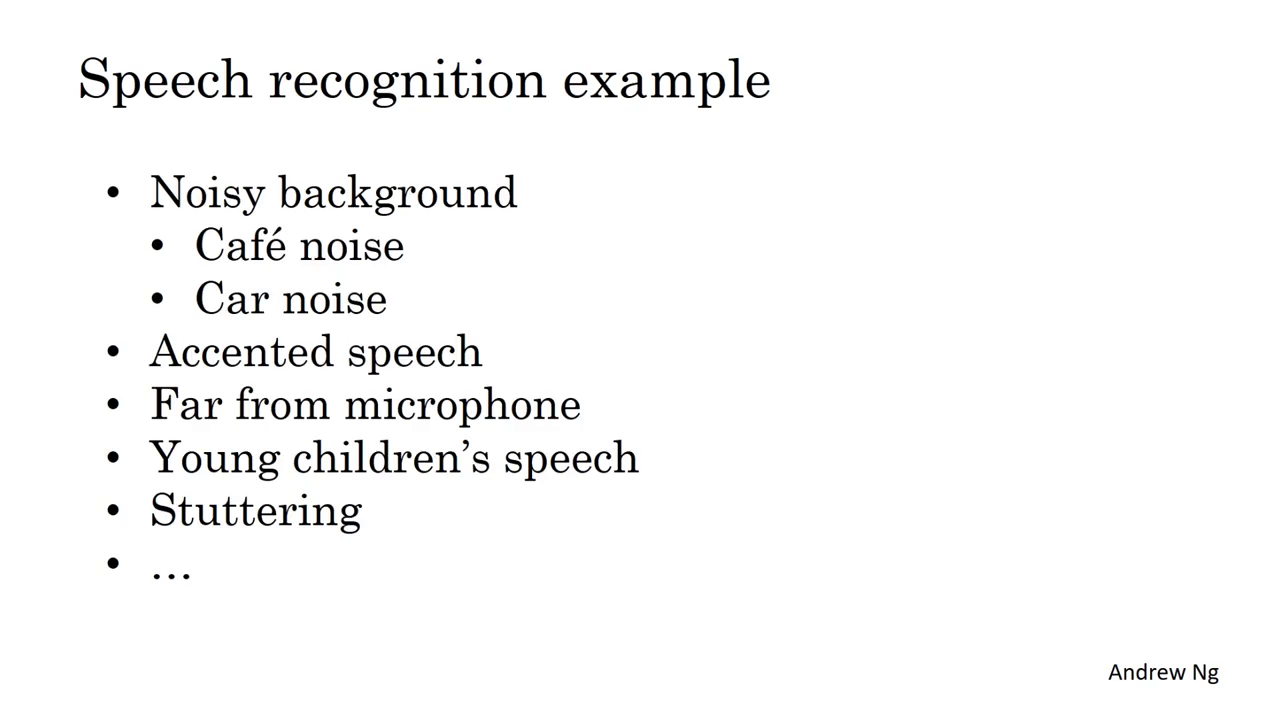 Speech recognition example
• Noisy background
• Café noise
• Car noise
• Accented speech
• Far from microphone
• Young children’s speech
• Stuttering
• …
Andrew Ng